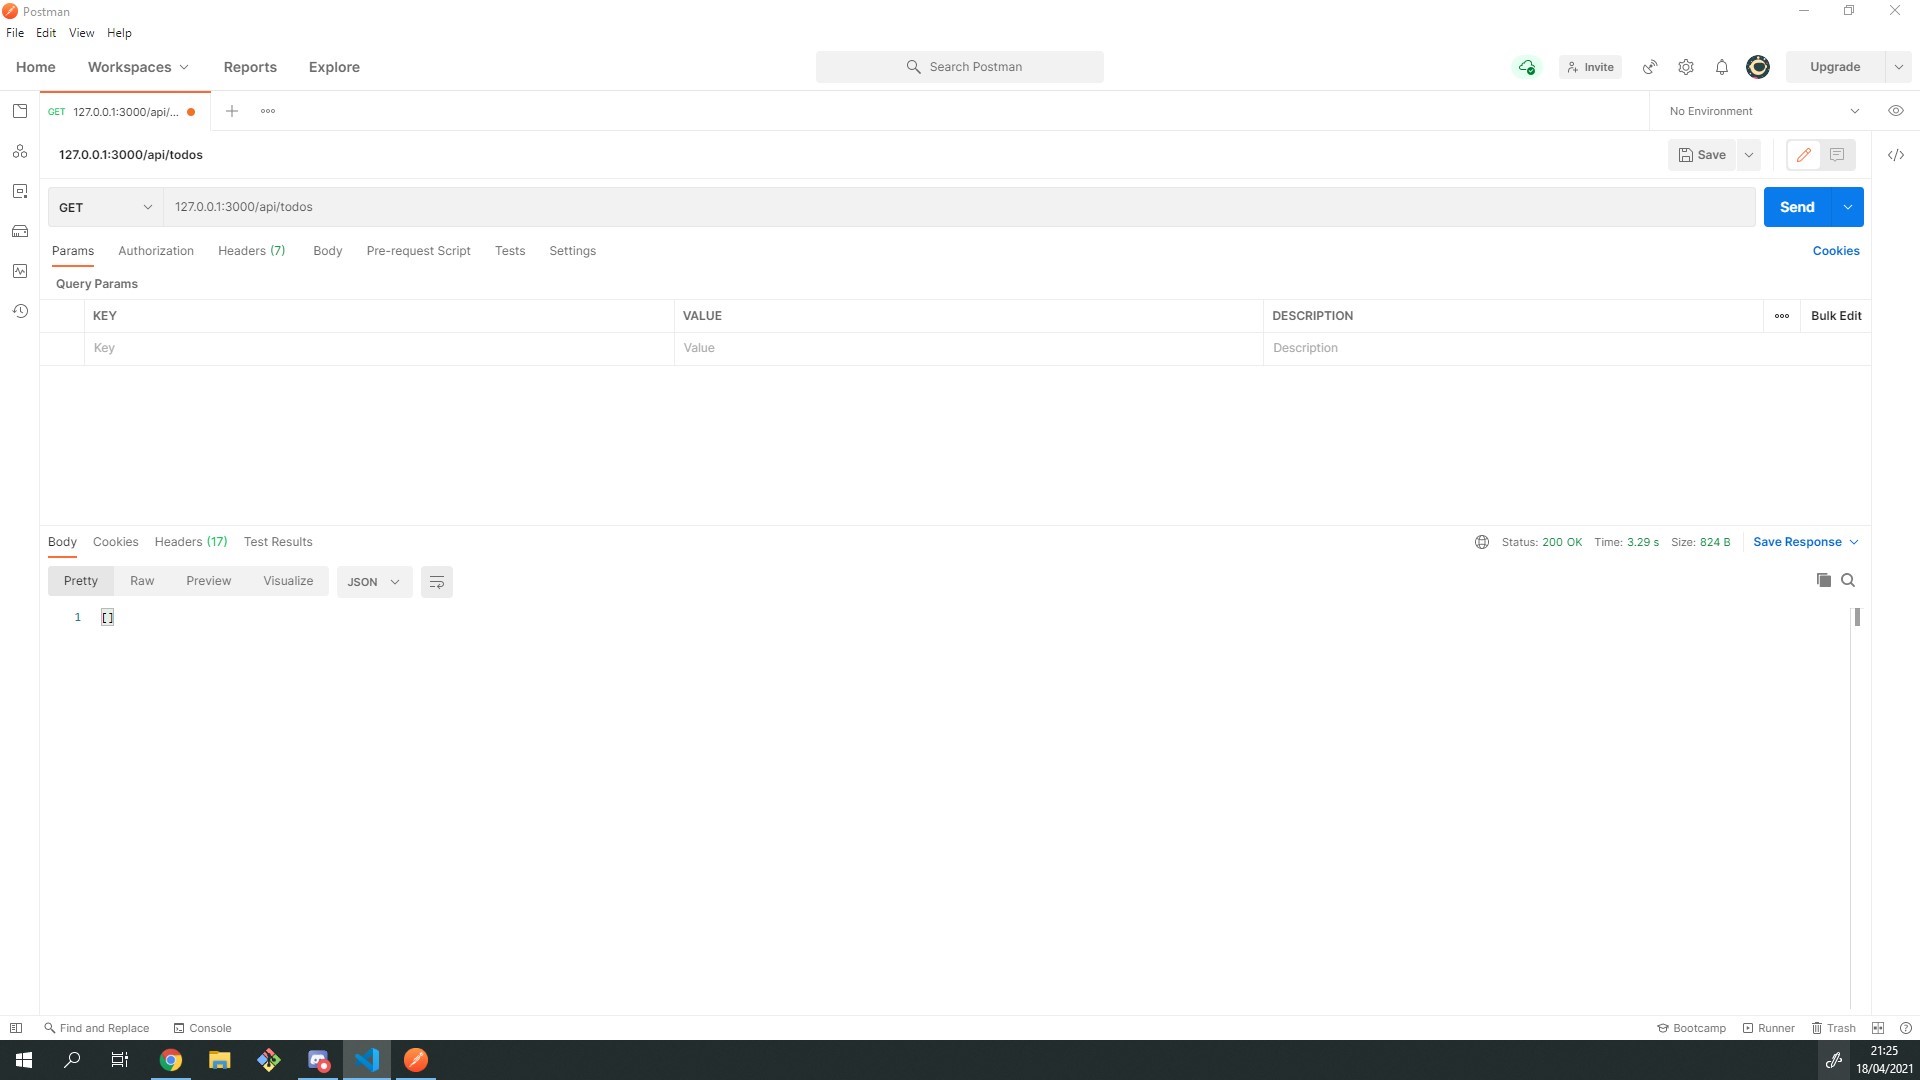 Postman
File Edit View Help
Home Workspaces Reports Explore Search Postman Invite Upgrade
GET 127.0.0.1:3000/api/... No Environment
127.0.0.1:3000/api/todos Save
GET 127.0.0.1:3000/api/todos Send
Params Authorization Headers (7) Body Pre-request Script Tests Settings Cookies
Query Params
KEY VALUE DESCRIPTION Bulk Edit
Key Value Description
Body Cookies Headers (17) Test Results Status: 200 OK Time: 3.29 s Size: 824 B Save Response
Pretty Raw Preview Visualize JSON
1 []
Find and Replace Console Bootcamp Runner Trash
21:25
18/04/2021